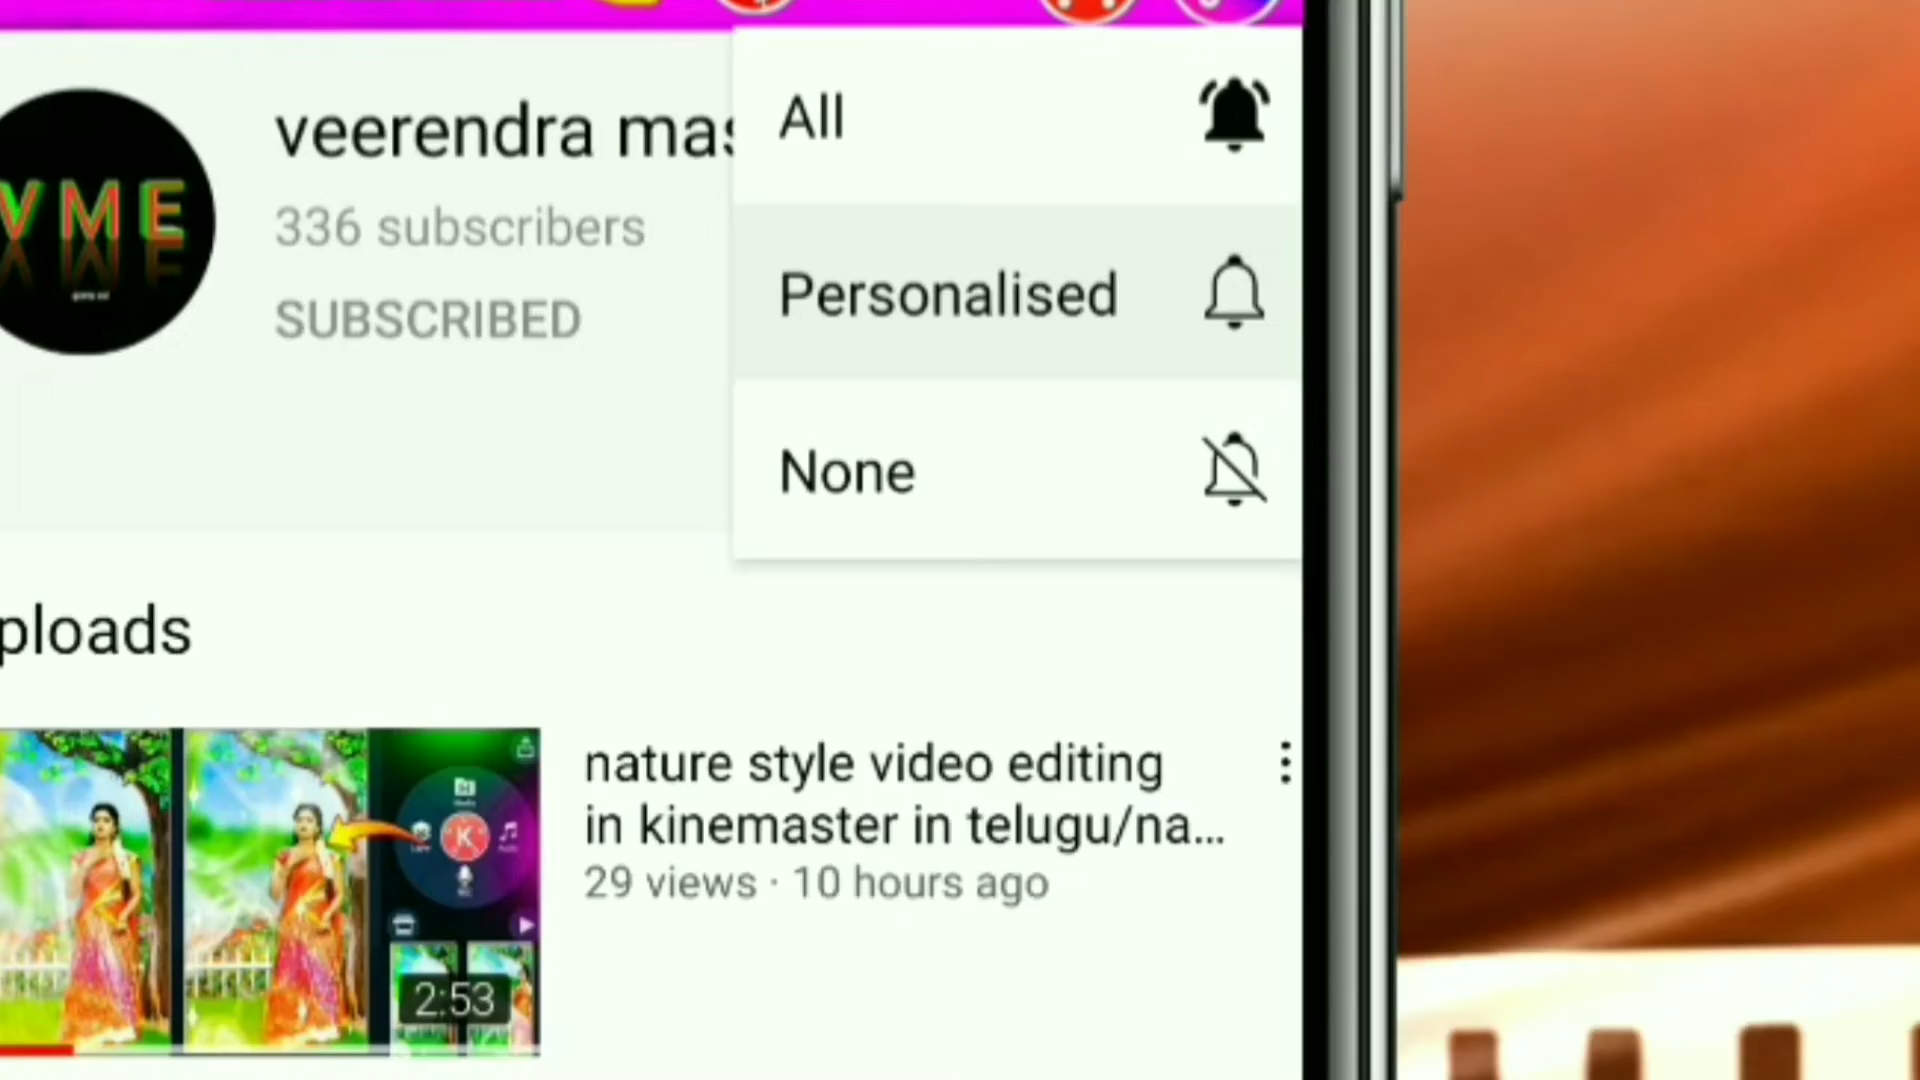 VME
veerendra mas
336 subscribers
SUBSCRIBED
All
Personalised
None
ploads
nature style video editing
in kinemaster in telugu/na...
29 views · 10 hours ago
K
2:53